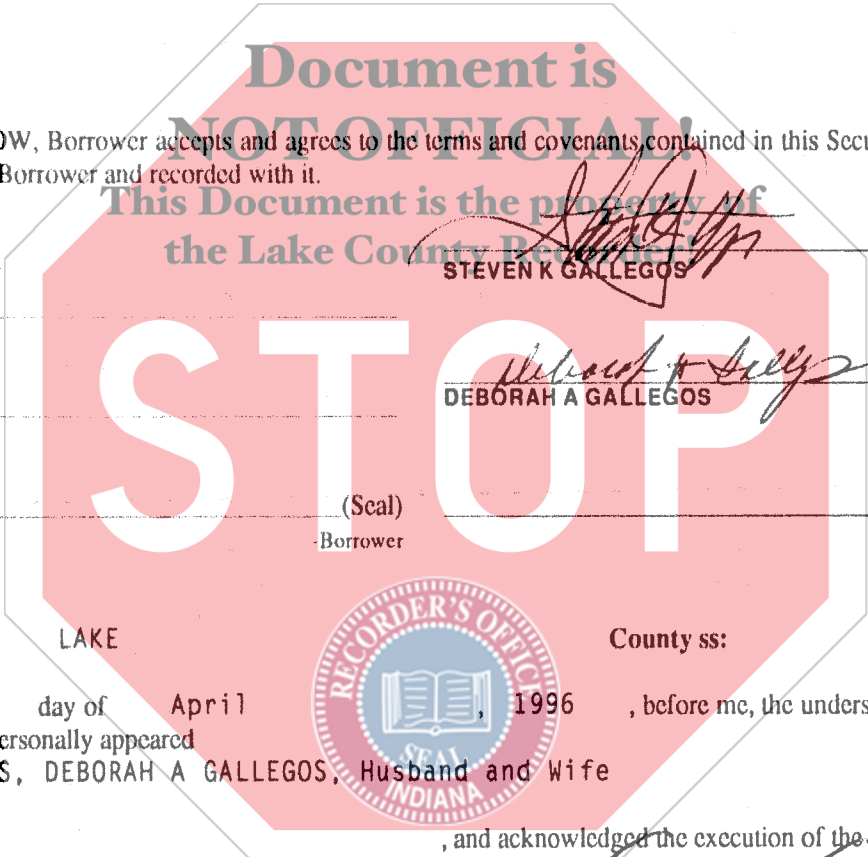 Document is
NOT OFFICIAL!
OW, Borrower accepts and agrees to the terms and covenants contained in this Secu
Borrower and recorded with it.
This Document is the property of
the Lake County Recorder!
STEVEN K GALLEGOS
DEBORAH A GALLEGOS
STOP
(Seal)
-Borrower
LAKE County ss:
day of April , 1996 , before me, the unders
ersonally appeared
S, DEBORAH A GALLEGOS, Husband and Wife
RECORDER'S OFFICE
SEAL
INDIANA
, and acknowledged the execution of the